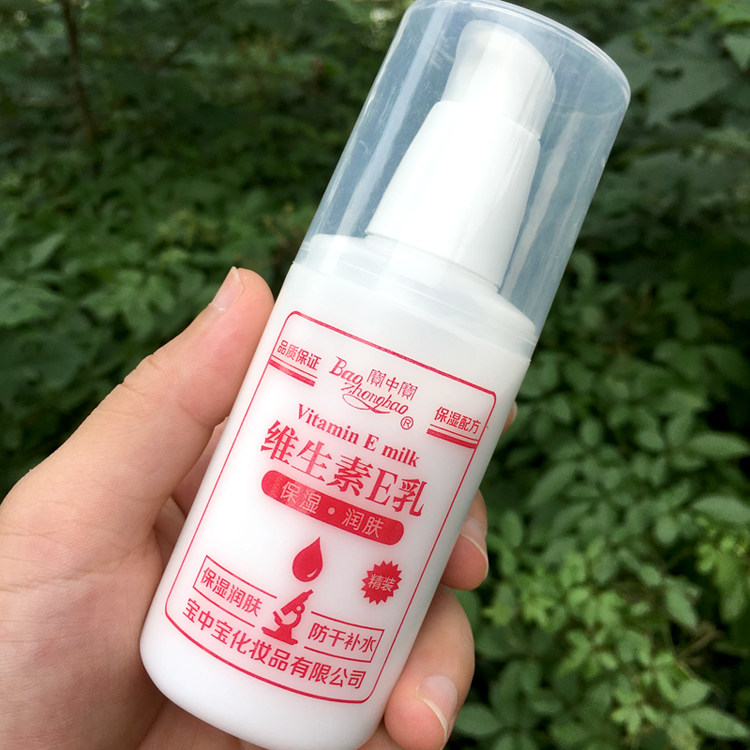 品质保证
Bao Zhongbao
寳中寳
®
保湿配方
Vitamin E milk
维生素E乳
保湿·润肤
精装
保湿润肤
防干补水
宝中宝化妆品有限公司